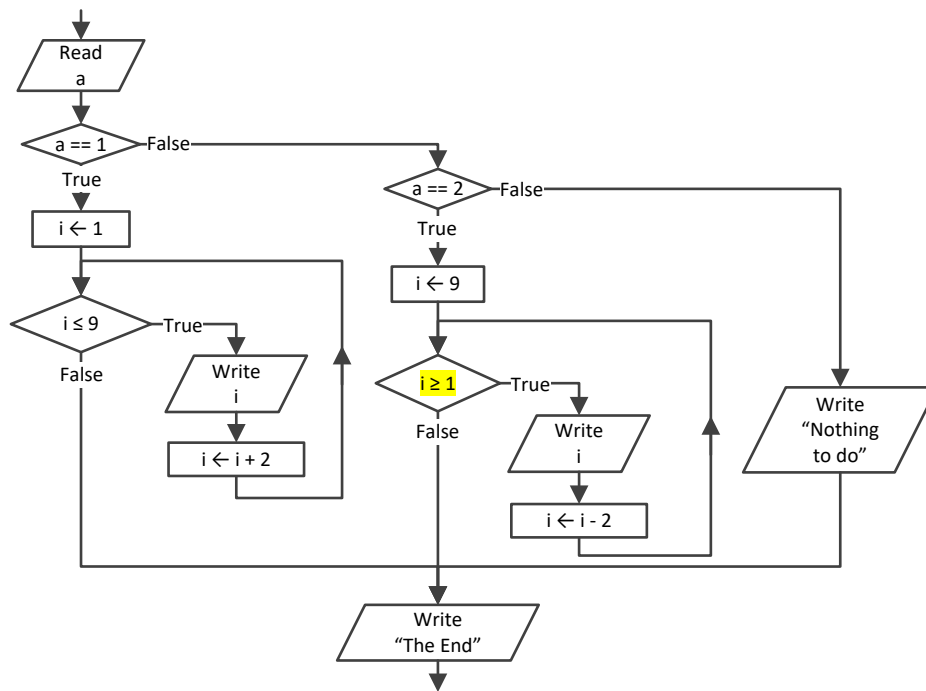 Read
a
a == 1
False
True
a == 2
False
True
i ← 1
i ← 9
i ≤ 9
True
False
Write
i
i ← i + 2
i ≥ 1
True
False
Write
i
i ← i - 2
Write
“Nothing
to do”
Write
“The End”